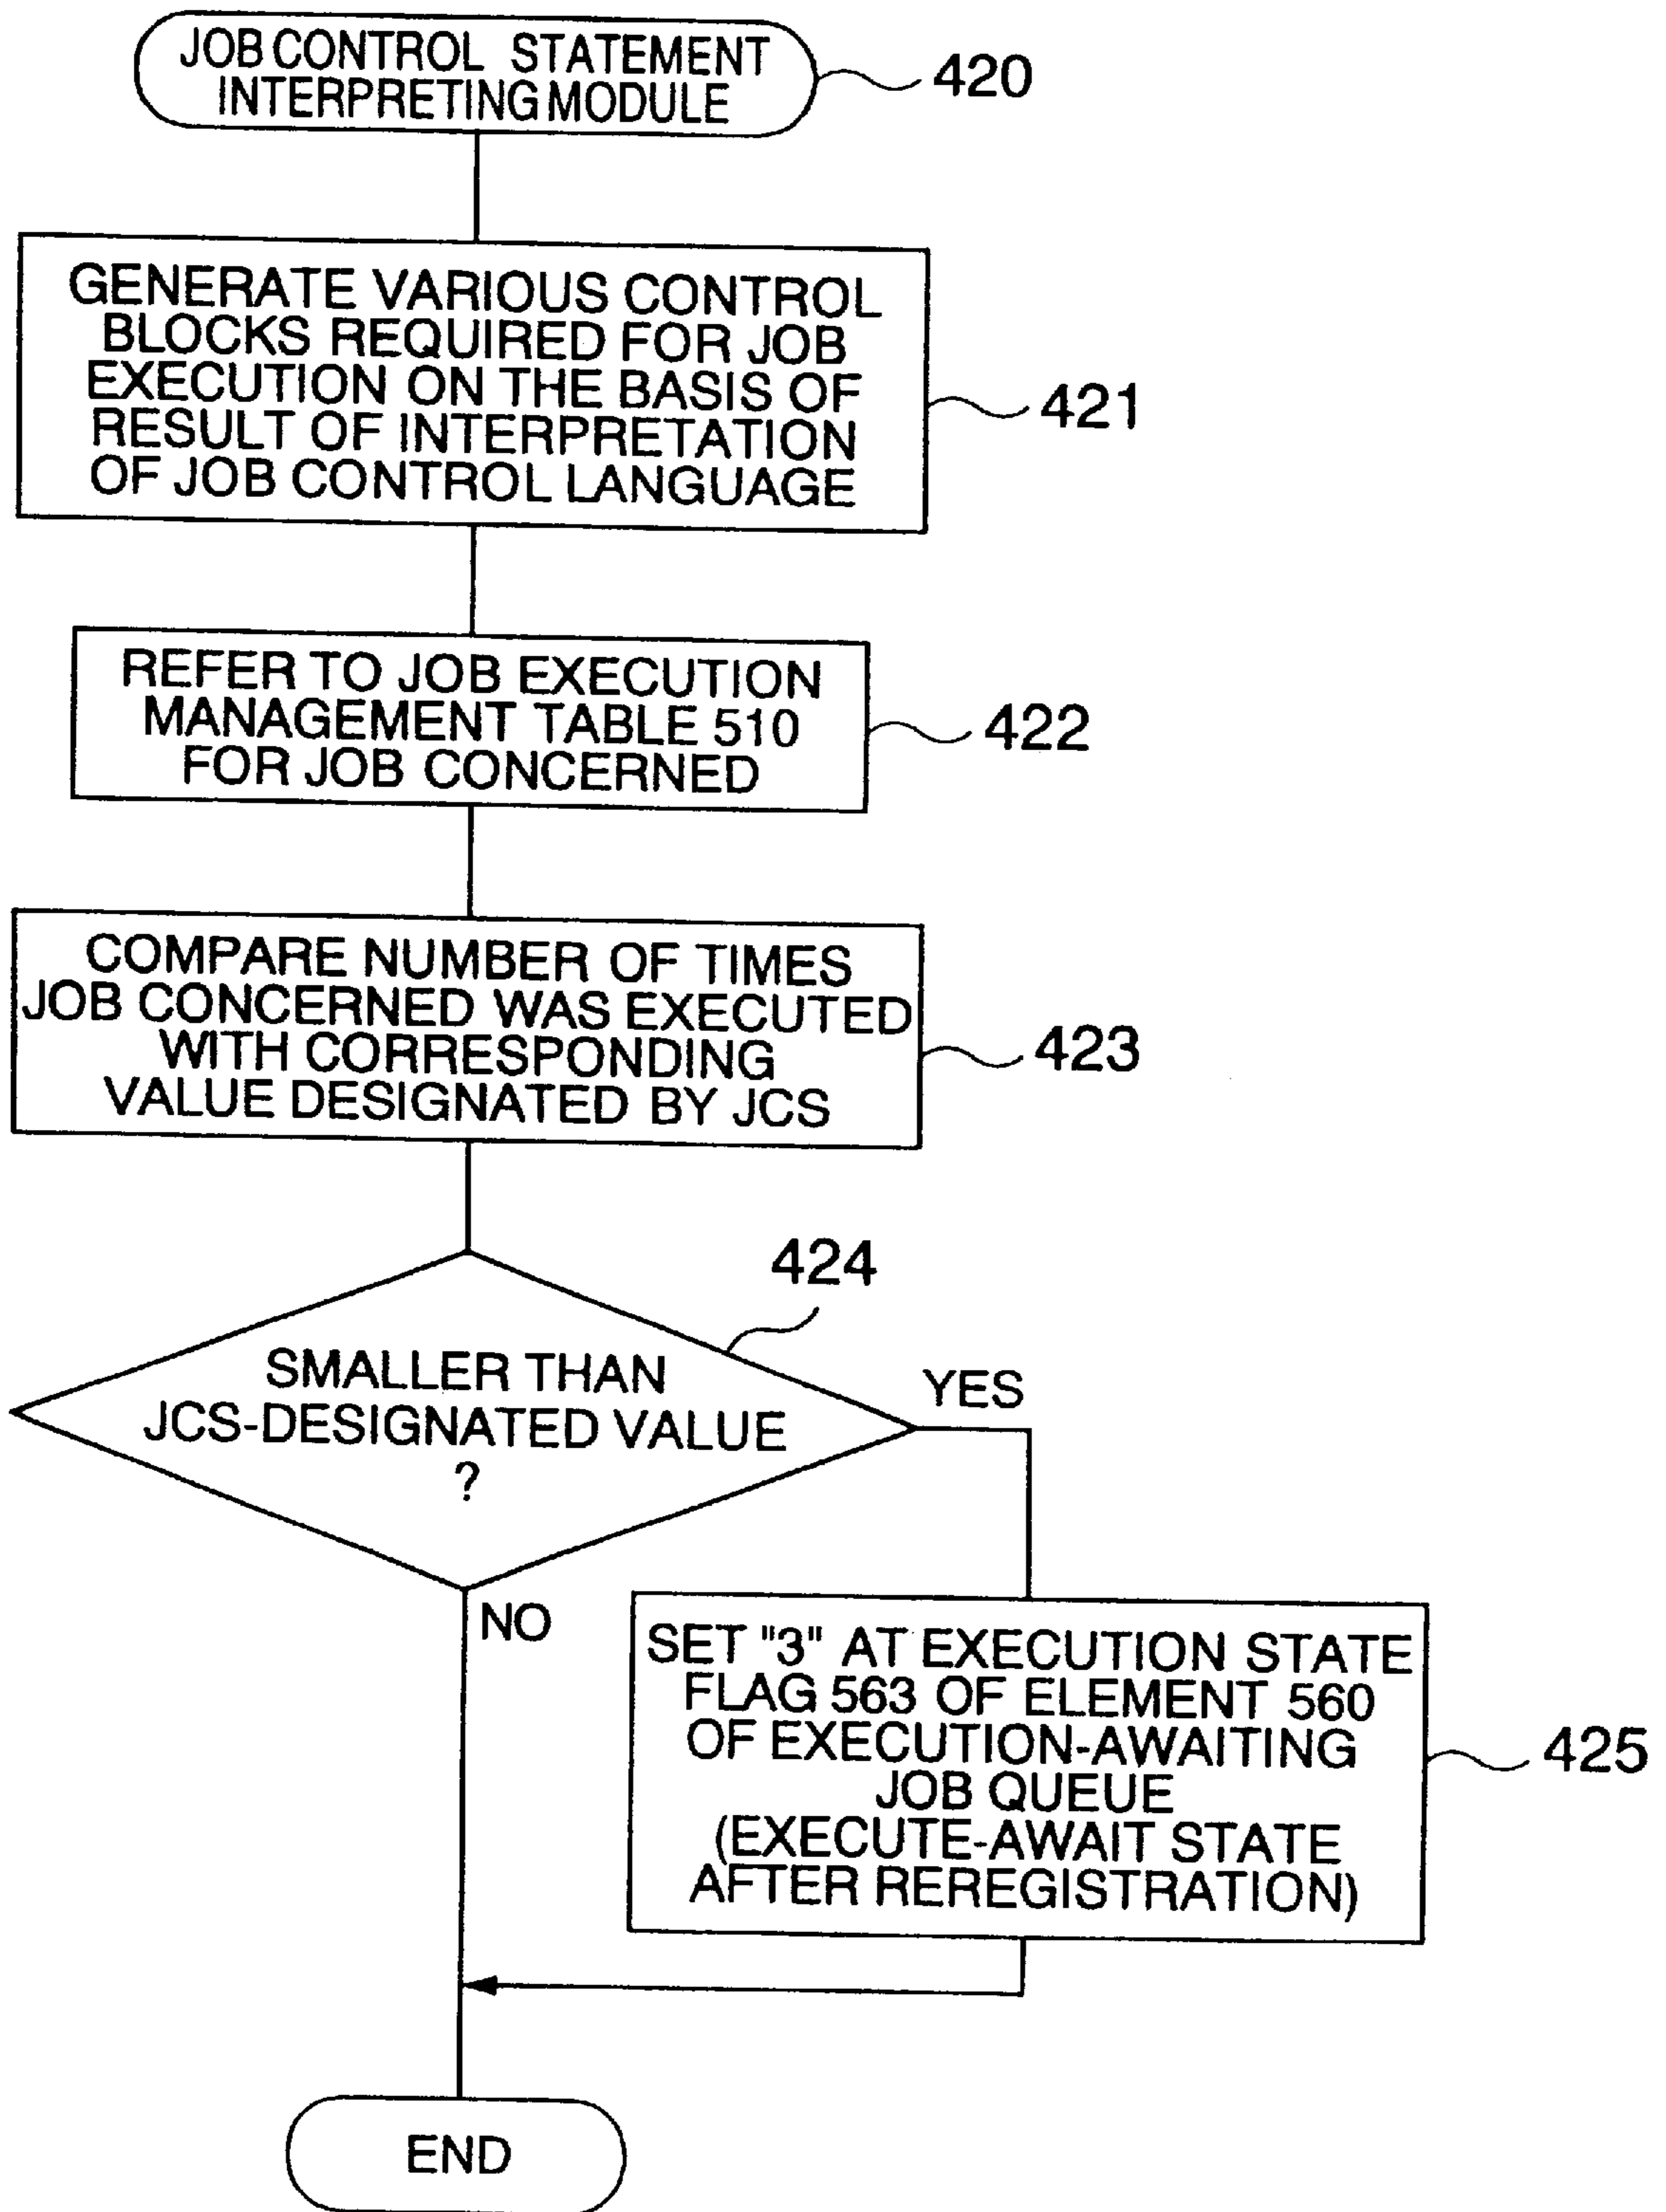 JOB CONTROL STATEMENT
INTERPRETING MODULE
420
GENERATE VARIOUS CONTROL
BLOCKS REQUIRED FOR JOB
EXECUTION ON THE BASIS OF
RESULT OF INTERPRETATION
OF JOB CONTROL LANGUAGE
421
REFER TO JOB EXECUTION
MANAGEMENT TABLE 510
FOR JOB CONCERNED
422
COMPARE NUMBER OF TIMES
JOB CONCERNED WAS EXECUTED
WITH CORRESPONDING
VALUE DESIGNATED BY JCS
423
424
SMALLER THAN
JCS-DESIGNATED VALUE
?
YES
NO
SET "3" AT EXECUTION STATE
FLAG 563 OF ELEMENT 560
OF EXECUTION-AWAITING
JOB QUEUE
(EXECUTE-AWAIT STATE
AFTER REREGISTRATION)
425
END